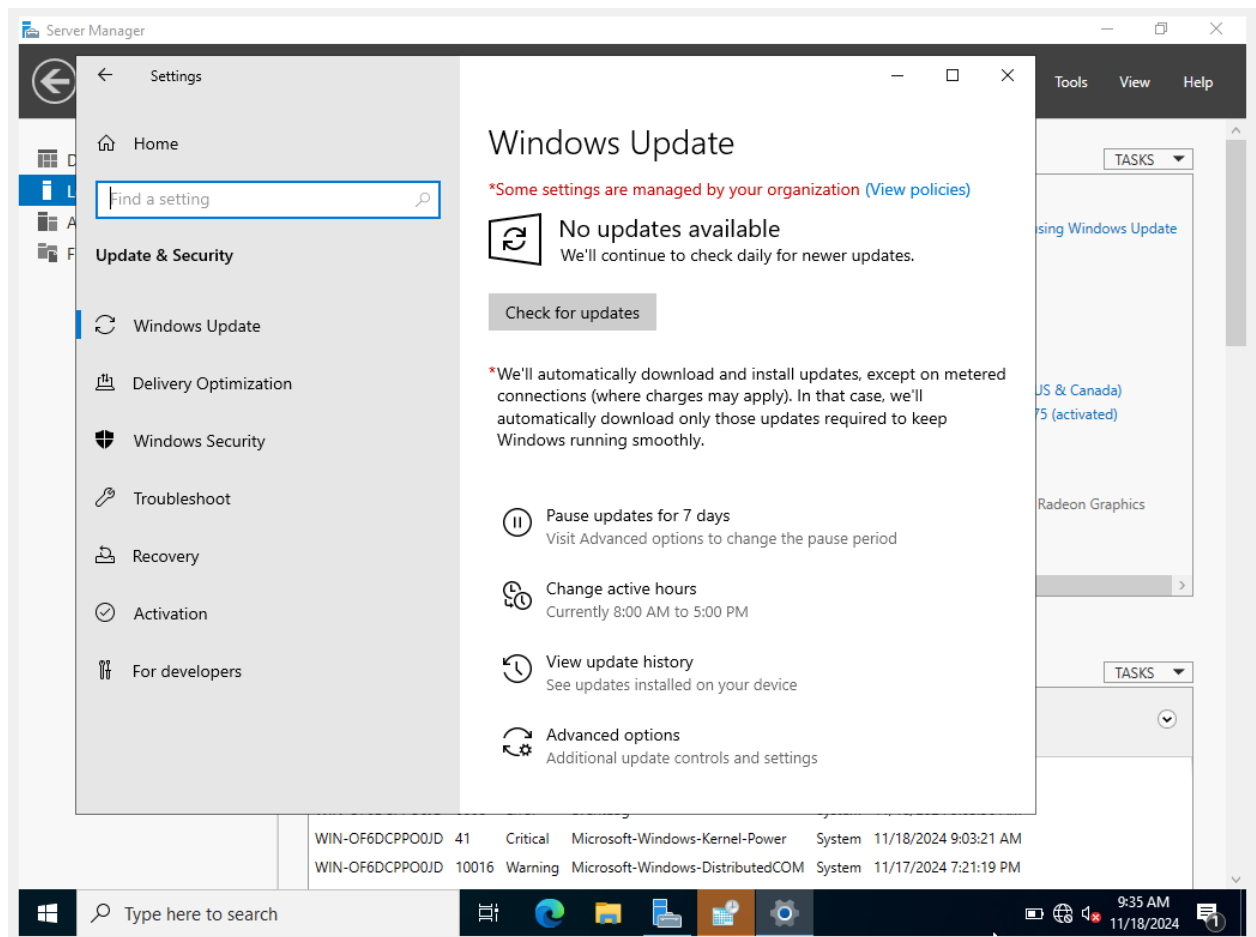 Server Manager
Settings
Tools View Help
Home
Find a setting
Update & Security
Windows Update
Delivery Optimization
Windows Security
Troubleshoot
Recovery
Activation
For developers
Windows Update
*Some settings are managed by your organization (View policies)
No updates available
We'll continue to check daily for newer updates.
Check for updates
*We'll automatically download and install updates, except on metered
connections (where charges may apply). In that case, we'll
automatically download only those updates required to keep
Windows running smoothly.
Pause updates for 7 days
Visit Advanced options to change the pause period
Change active hours
Currently 8:00 AM to 5:00 PM
View update history
See updates installed on your device
Advanced options
Additional update controls and settings
D
L
A
F
TASKS
using Windows Update
US & Canada)
75 (activated)
Radeon Graphics
TASKS
WIN-OF6DCPPO0JD 41 Critical Microsoft-Windows-Kernel-Power System 11/18/2024 9:03:21 AM
WIN-OF6DCPPO0JD 10016 Warning Microsoft-Windows-DistributedCOM System 11/17/2024 7:21:19 PM
Type here to search
9:35 AM
11/18/2024
1